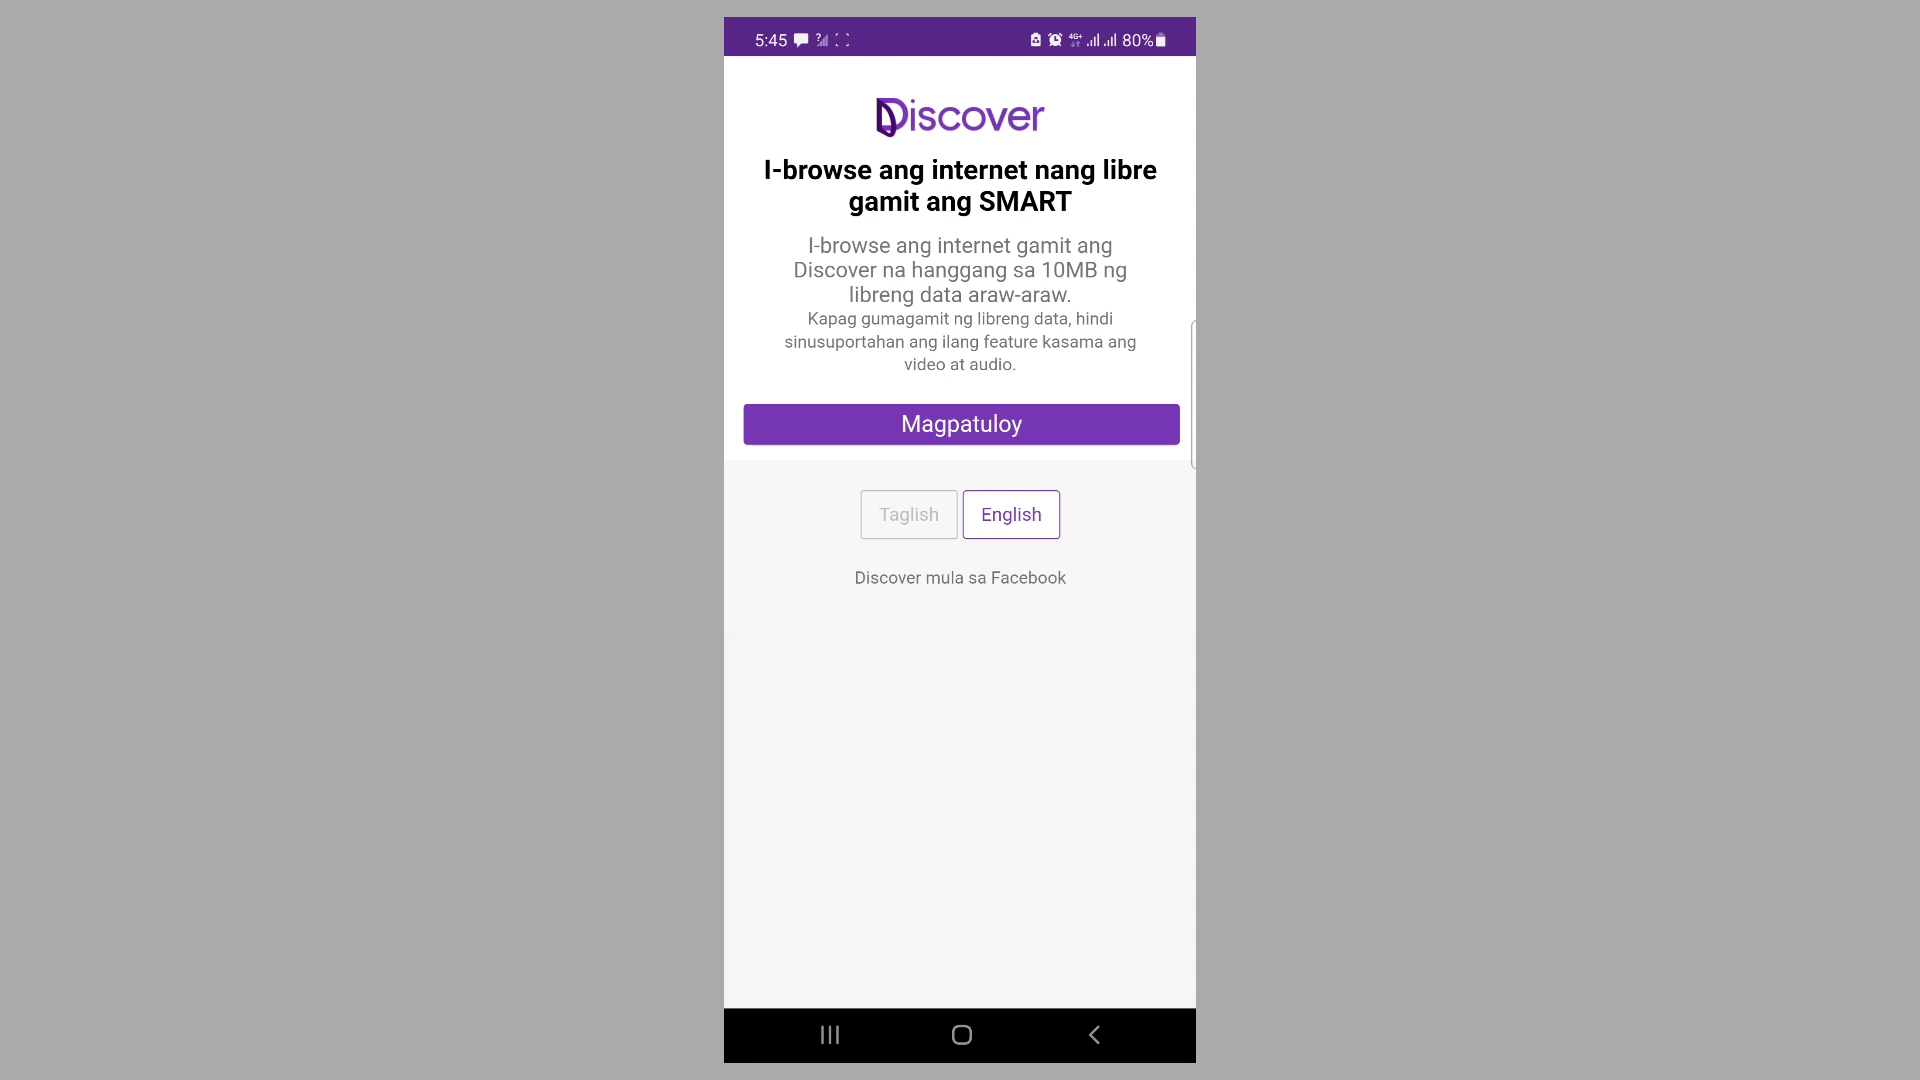 5:45 4G+ 80%
Discover
I-browse ang internet nang libre
gamit ang SMART
I-browse ang internet gamit ang
Discover na hanggang sa 10MB ng
libreng data araw-araw.
Kapag gumagamit ng libreng data, hindi
sinusuportahan ang ilang feature kasama ang
video at audio.
Magpatuloy
Taglish English
Discover mula sa Facebook